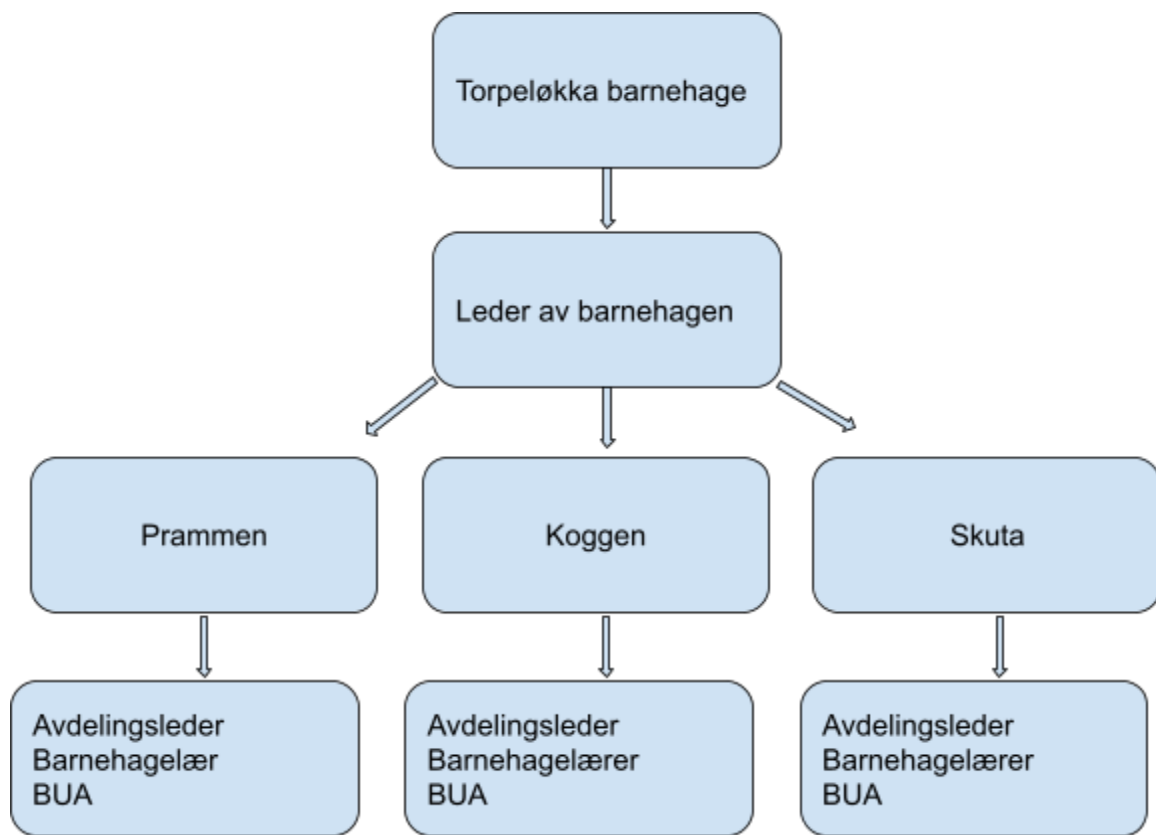 Torpeløkka barnehage
Leder av barnehagen
Prammen
Koggen
Skuta
Avdelingsleder
Barnehagelær
BUA
Avdelingsleder
Barnehagelærer
BUA
Avdelingsleder
Barnehagelærer
BUA